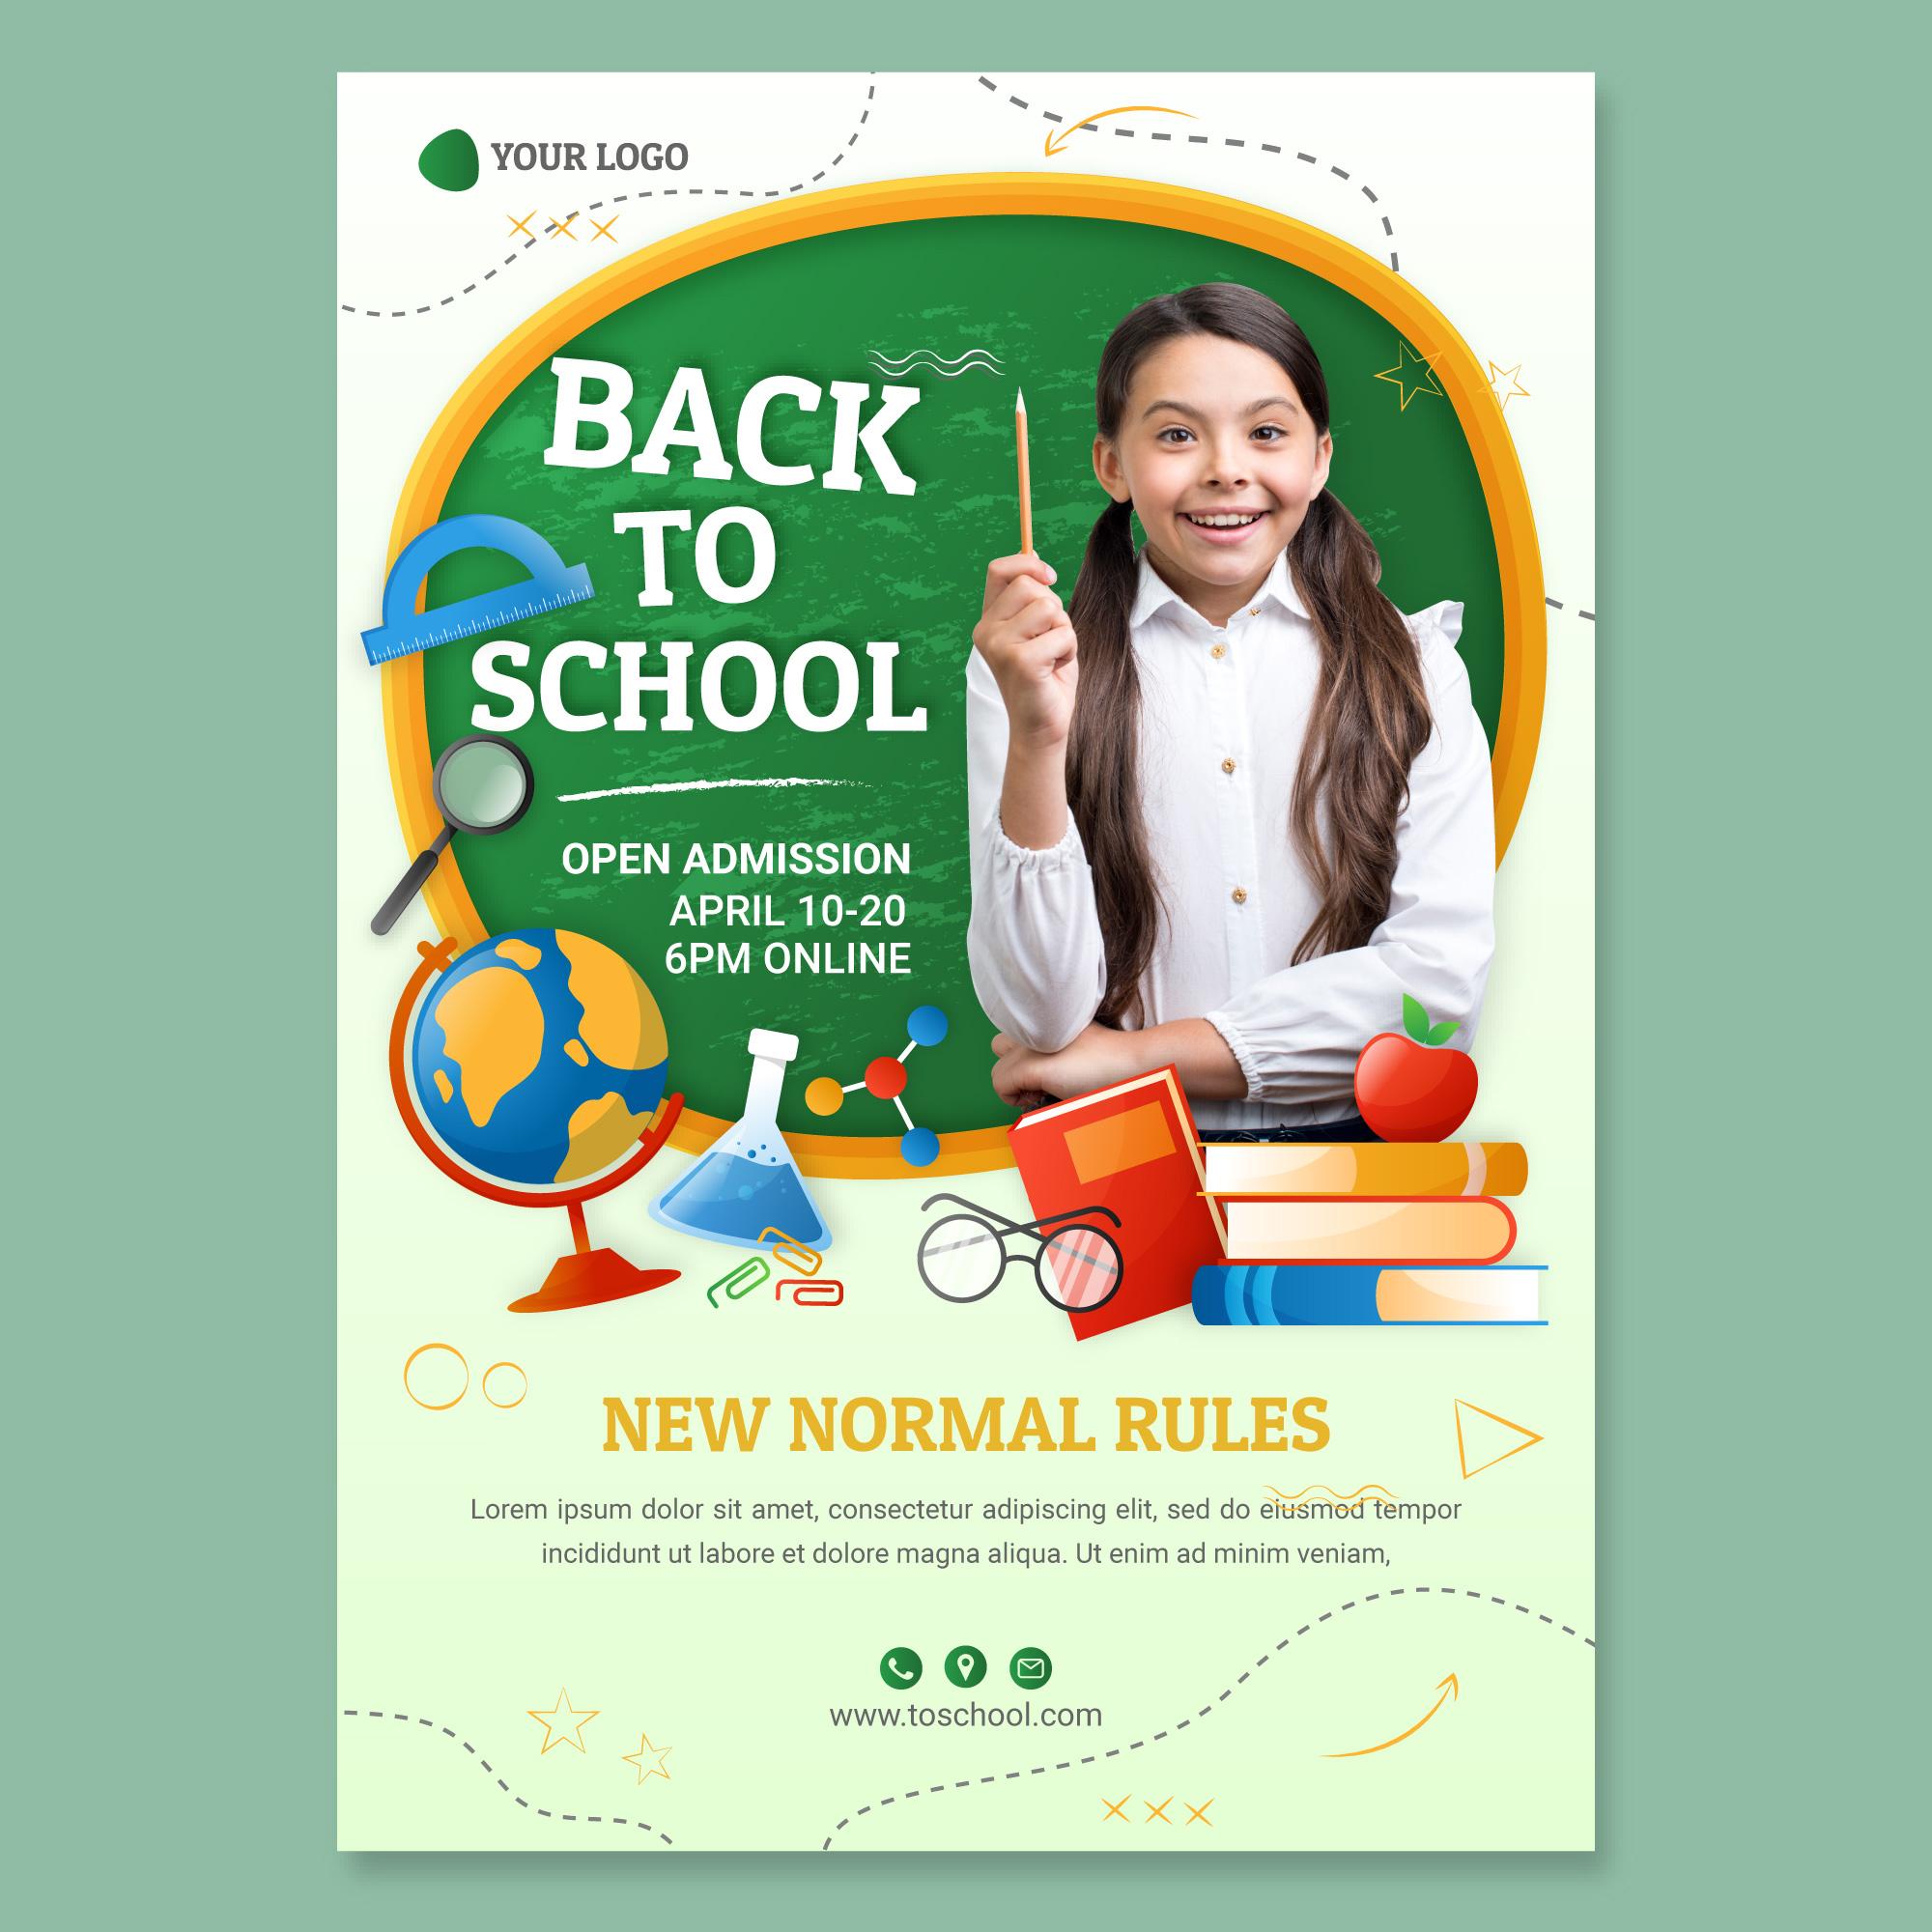 YOUR LOGO
BACK
TO
SCHOOL
OPEN ADMISSION
APRIL 10-20
6PM ONLINE
NEW NORMAL RULES
Lorem ipsum dolor sit amet, consectetur adipiscing elit, sed do eiusmod tempor
incididunt ut labore et dolore magna aliqua. Ut enim ad minim veniam,
www.toschool.com